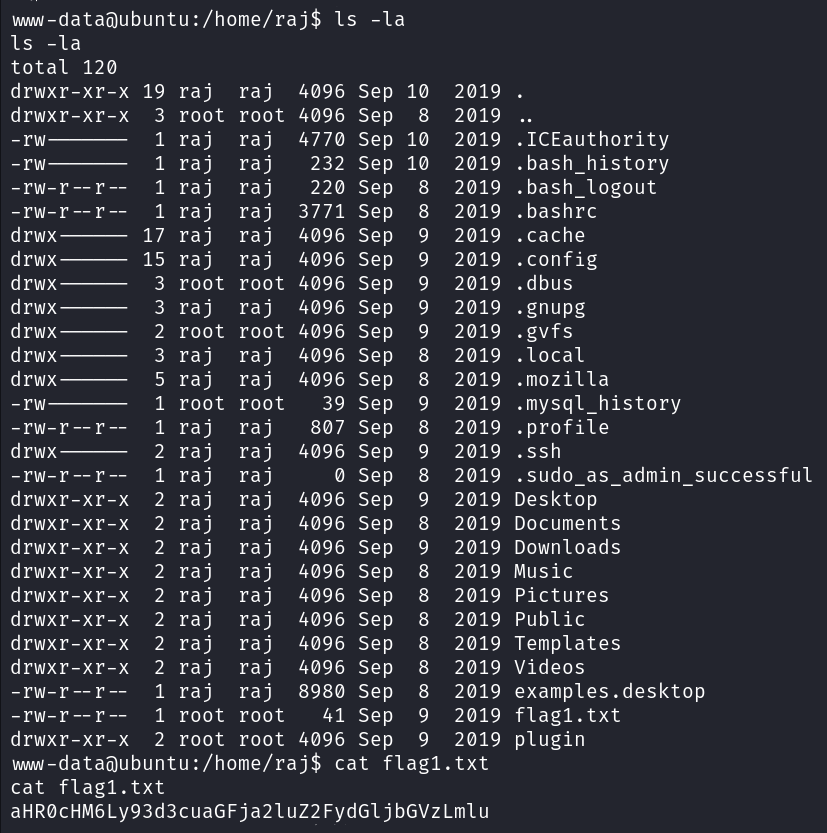 www-data@ubuntu:/home/raj$ ls -la
ls -la
total 120
drwxr-xr-x 19 raj  raj  4096 Sep 10  2019 .
drwxr-xr-x  3 root root 4096 Sep  8  2019 ..
-rw-------  1 raj  raj  4770 Sep 10  2019 .ICEauthority
-rw-------  1 raj  raj   232 Sep 10  2019 .bash_history
-rw-r--r--  1 raj  raj   220 Sep  8  2019 .bash_logout
-rw-r--r--  1 raj  raj  3771 Sep  8  2019 .bashrc
drwx------ 17 raj  raj  4096 Sep  9  2019 .cache
drwx------ 15 raj  raj  4096 Sep  9  2019 .config
drwx------  3 root root 4096 Sep  9  2019 .dbus
drwx------  3 raj  raj  4096 Sep  9  2019 .gnupg
drwx------  2 root root 4096 Sep  9  2019 .gvfs
drwx------  3 raj  raj  4096 Sep  8  2019 .local
drwx------  5 raj  raj  4096 Sep  8  2019 .mozilla
-rw-------  1 root root   39 Sep  9  2019 .mysql_history
-rw-r--r--  1 raj  raj   807 Sep  8  2019 .profile
drwx------  2 raj  raj  4096 Sep  9  2019 .ssh
-rw-r--r--  1 raj  raj     0 Sep  8  2019 .sudo_as_admin_successful
drwxr-xr-x  2 raj  raj  4096 Sep  9  2019 Desktop
drwxr-xr-x  2 raj  raj  4096 Sep  8  2019 Documents
drwxr-xr-x  2 raj  raj  4096 Sep  9  2019 Downloads
drwxr-xr-x  2 raj  raj  4096 Sep  8  2019 Music
drwxr-xr-x  2 raj  raj  4096 Sep  8  2019 Pictures
drwxr-xr-x  2 raj  raj  4096 Sep  8  2019 Public
drwxr-xr-x  2 raj  raj  4096 Sep  8  2019 Templates
drwxr-xr-x  2 raj  raj  4096 Sep  8  2019 Videos
-rw-r--r--  1 raj  raj  8980 Sep  8  2019 examples.desktop
-rw-r--r--  1 root root   41 Sep  9  2019 flag1.txt
drwxr-xr-x  2 root root 4096 Sep  9  2019 plugin
www-data@ubuntu:/home/raj$ cat flag1.txt
cat flag1.txt
aHR0cHM6Ly93d3cuaGFja2luZ2FydGljbGVzLmlu